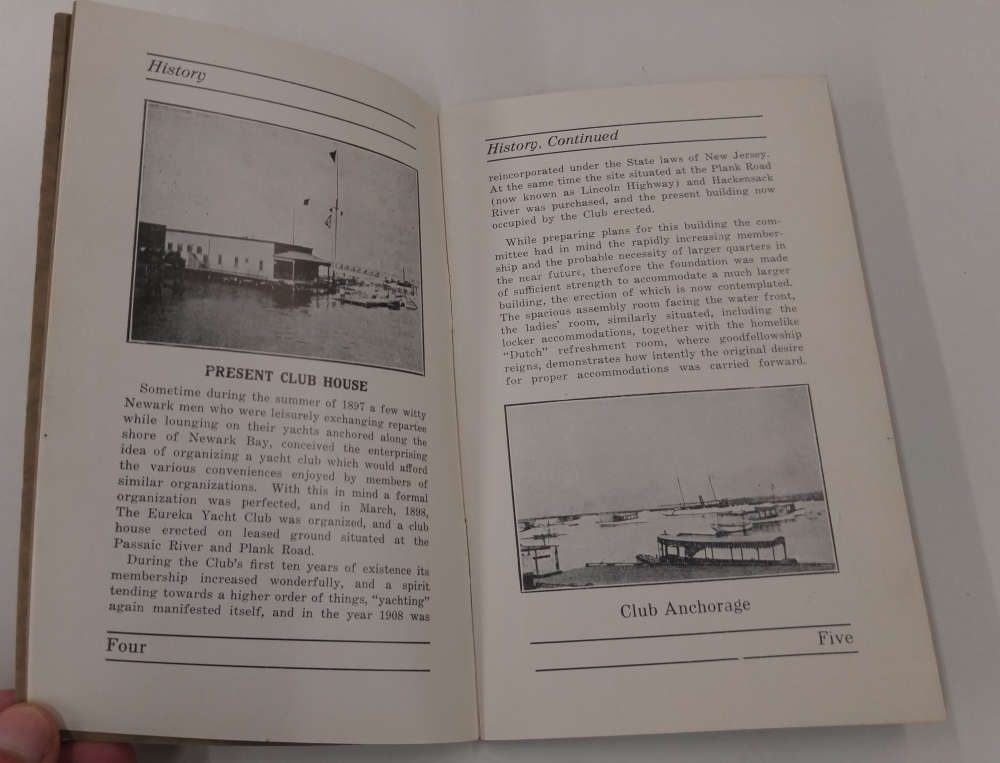 History
PRESENT CLUB HOUSE
Sometime during the summer of 1897 a few witty
Newark men who were leisurely exchanging repartee
while lounging on their yachts anchored along the
shore of Newark Bay, conceived the enterprising
idea of organizing a yacht club which would afford
the various conveniences enjoyed by members of
similar organizations. With this in mind a formal
organization was perfected, and in March, 1898,
The Eureka Yacht Club was organized, and a club
house erected on leased ground situated at the
Passaic River and Plank Road.
During the Club's first ten years of existence its
membership increased wonderfully, and a spirit
tending towards a higher order of things, "yachting"
again manifested itself, and in the year 1908 was
Four
History, Continued
reincorporated under the State laws of New Jersey.
At the same time the site situated at the Plank Road
(now known as Lincoln Highway) and Hackensack
River was purchased, and the present building now
occupied by the Club erected.
While preparing plans for this building the com-
mittee had in mind the rapidly increasing member-
ship and the probable necessity of larger quarters in
the near future, therefore the foundation was made
of sufficient strength to accommodate a much larger
building, the erection of which is now contemplated.
The spacious assembly room facing the water front,
the ladies' room, similarly situated, including the
locker accommodations, together with the homelike
"Dutch" refreshment room, where goodfellowship
reigns, demonstrates how intently the original desire
for proper accommodations was carried forward.
Club Anchorage
Five